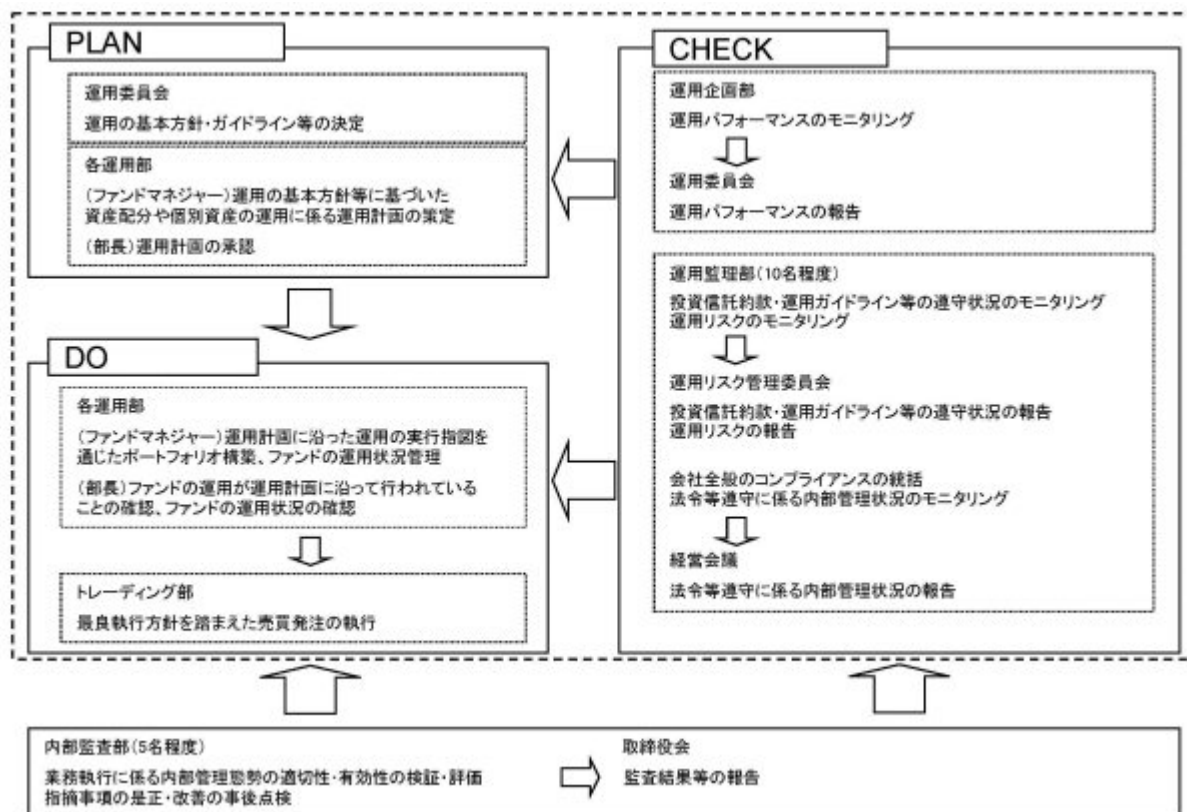 PLAN
運用委員会
運用の基本方針・ガイドライン等の決定
各運用部
(ファンドマネジャー)運用の基本方針等に基づいた
資産配分や個別資産の運用に係る運用計画の策定
(部長)運用計画の承認
DO
各運用部
(ファンドマネジャー)運用計画に沿った運用の実行指図を
通じたポートフォリオ構築、ファンドの運用状況管理
(部長)ファンドの運用が運用計画に沿って行われている
ことの確認、ファンドの運用状況の確認
トレーディング部
最良執行方針を踏まえた売買発注の執行
CHECK
運用企画部
運用パフォーマンスのモニタリング
運用委員会
運用パフォーマンスの報告
運用監理部(10名程度)
投資信託約款・運用ガイドライン等の遵守状況のモニタリング
運用リスクのモニタリング
運用リスク管理委員会
投資信託約款・運用ガイドライン等の遵守状況の報告
運用リスクの報告
会社全般のコンプライアンスの統括
法令等遵守に係る内部管理状況のモニタリング
経営会議
法令等遵守に係る内部管理状況の報告
内部監査部(5名程度)
業務執行に係る内部管理態勢の適切性・有効性の検証・評価
指摘事項の是正・改善の事後点検
取締役会
監査結果等の報告